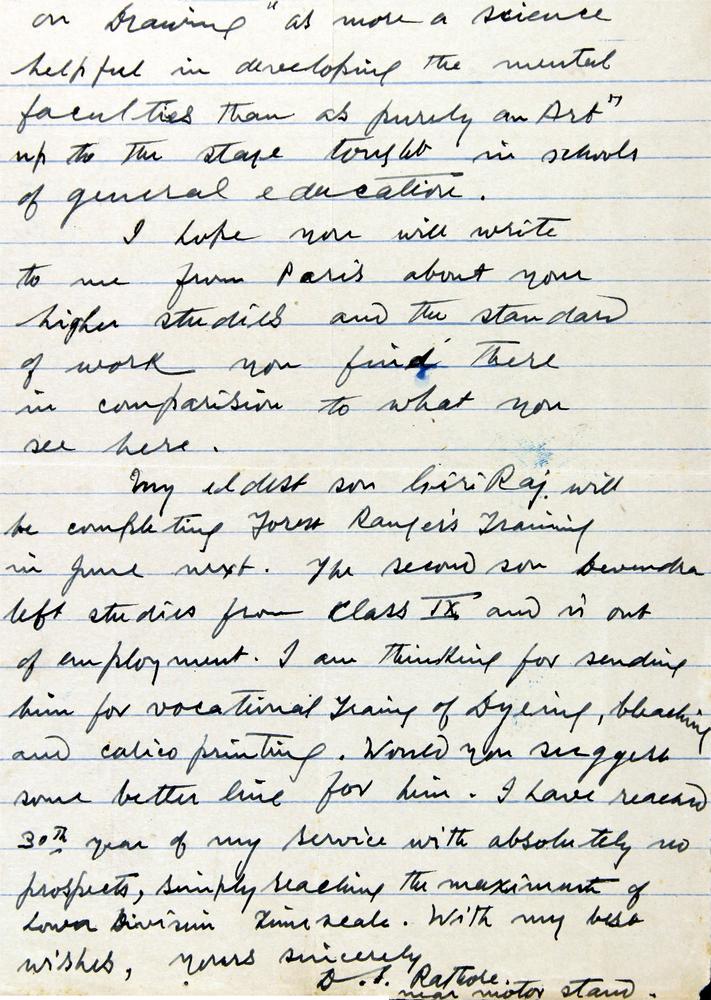 on Drawing "as more a science
helpful in developing the mental
faculties than as purely an Art"
up to the stage taught in schools
of general education.
I hope you will write
to me from Paris about your
higher studies and the standard
of work you find there
in comparision to what you
see here.
My eldest son Giri Raj will
be completing Forest Rangers Training
in June next. The second son Devendra
left studies from Class IX and is out
of employment. I am thinking for sending
him for vocational Traing of Dyeing, bleaching
and calico printing. Would you suggest
some better line for him. I have reached
30th year of my service with absolutely no
prospects, simply reaching the maximum of
Lower Division Time scale. With my best
wishes, yours sincerely
D. S. Rathore.
near motor stand.